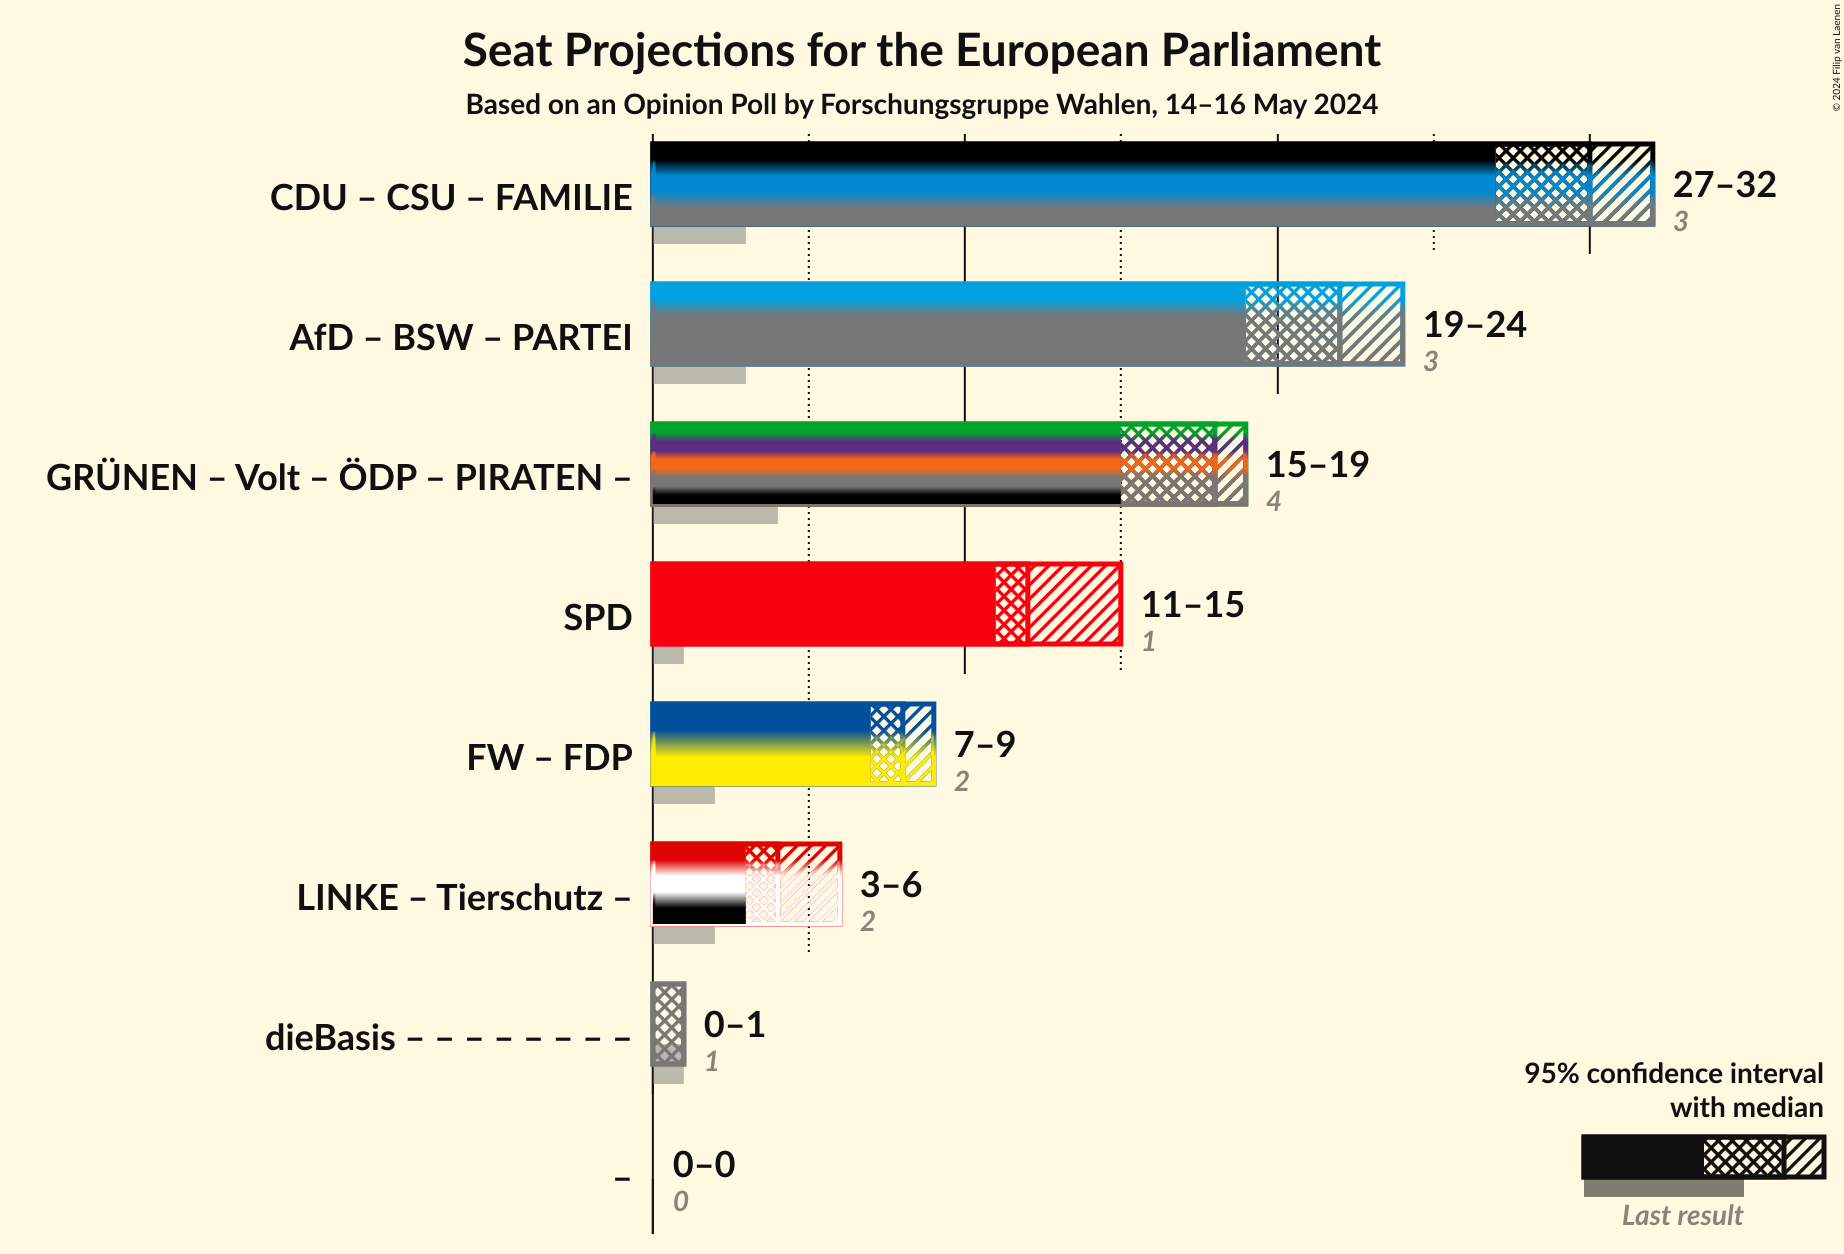 Seat Projections for the European Parliament
Based on an Opinion Poll by Forschungsgruppe Wahlen, 14–16 May 2024
© 2024 Filip van Laenen
CDU – CSU – FAMILIE
27–32
3
AfD – BSW – PARTEI
19–24
3
GRÜNEN – Volt – ÖDP – PIRATEN –
15–19
4
SPD
11–15
1
FW – FDP
7–9
2
LINKE – Tierschutz –
3–6
2
dieBasis – – – – – – – –
0–1
1
–
0–0
0
95% confidence interval
with median
Last result